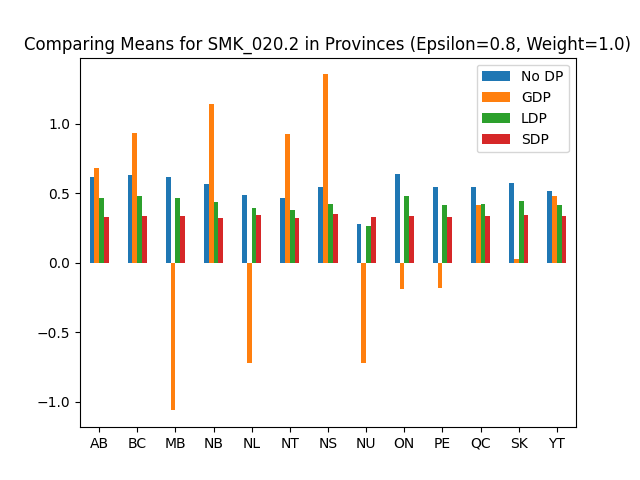 Comparing Means for SMK_020.2 in Provinces (Epsilon=0.8, Weight=1.0)
No DP
GDP
LDP
SDP
1.0
0.5
0.0
−0.5
−1.0
AB BC MB NB NL NT NS NU ON PE QC SK YT